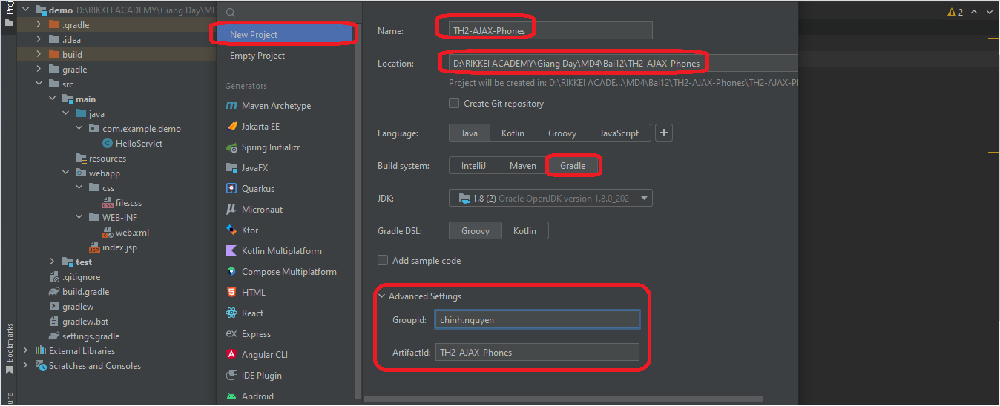 Proj
demo D:\RIKKEI ACADEMY\Giang Day\MD
.gradle
.idea
build
gradle
src
main
java
com.example.demo
HelloServlet
resources
webapp
css
file.css
WEB-INF
web.xml
index.jsp
test
.gitignore
build.gradle
gradlew
gradlew.bat
settings.gradle
External Libraries
Scratches and Consoles
Bookmarks
ure
New Project
Empty Project
Generators
Maven Archetype
Jakarta EE
Spring Initializr
JavaFX
Quarkus
Micronaut
Ktor
Kotlin Multiplatform
Compose Multiplatform
HTML
React
Express
Angular CLI
IDE Plugin
Android
Name: TH2-AJAX-Phones
Location: D:\RIKKEI ACADEMY\Giang Day\MD4\Bai12\TH2-AJAX-Phones
Project will be created in: D:\RIKKEI ACADE...\MD4\Bai12\TH2-AJAX-Phones\TH2-AJAX-P
Create Git repository
Language: Java Kotlin Groovy JavaScript +
Build system: IntelliJ Maven Gradle
JDK: 1.8 (2) Oracle OpenJDK version 1.8.0_202
Gradle DSL: Groovy Kotlin
Add sample code
Advanced Settings
GroupId: chinh.nguyen
ArtifactId: TH2-AJAX-Phones
2